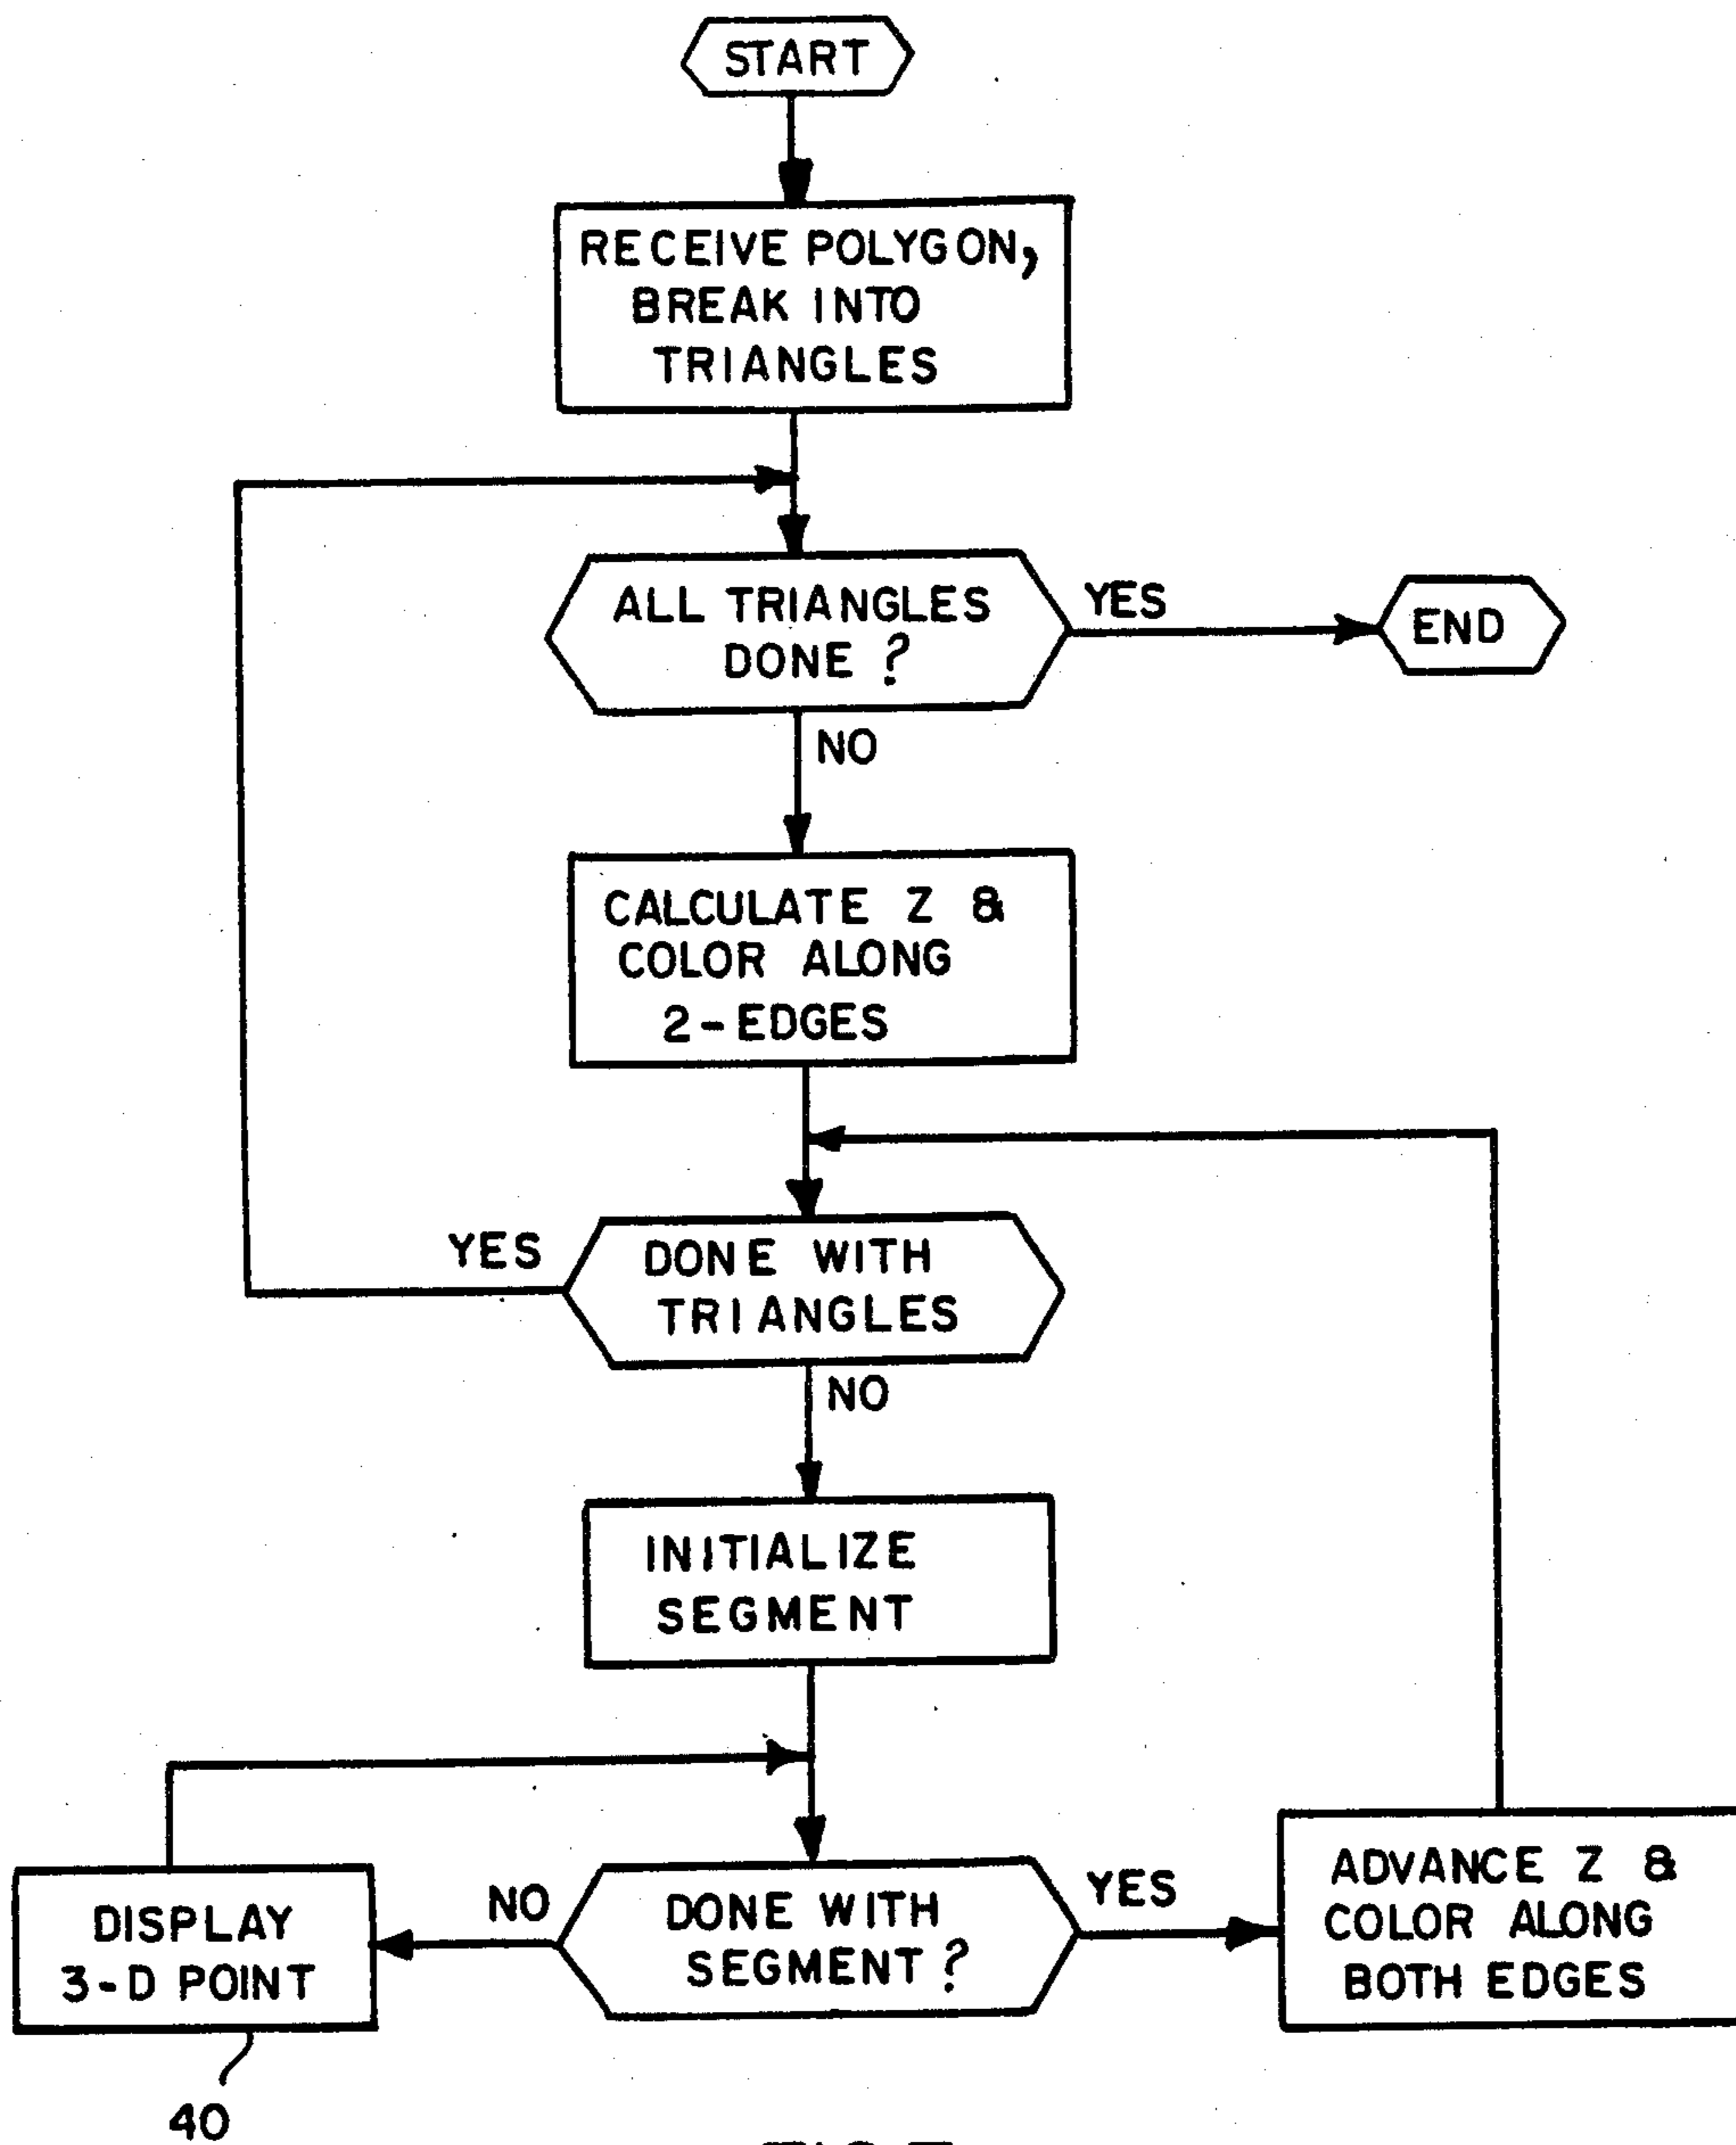 START
RECEIVE POLYGON,
BREAK INTO
TRIANGLES
ALL TRIANGLES
DONE ?
YES
END
NO
CALCULATE Z &
COLOR ALONG
2-EDGES
YES
DONE WITH
TRIANGLES
NO
INITIALIZE
SEGMENT
DISPLAY
3-D POINT
NO
DONE WITH
SEGMENT ?
YES
ADVANCE Z &
COLOR ALONG
BOTH EDGES
40